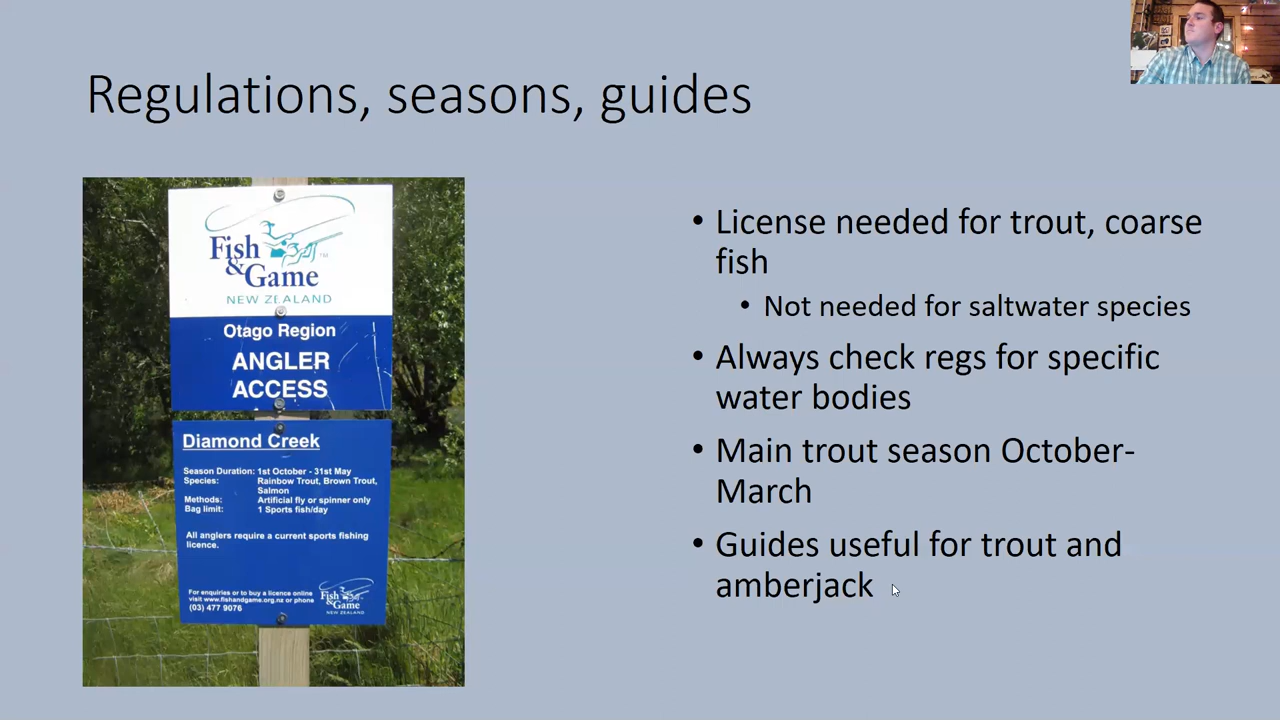 Regulations, seasons, guides
Fish
&Game
NEW ZEALAND
Otago Region
ANGLER
ACCESS
Diamond Creek
Season Duration: 1st October - 31st May
Species: Rainbow Trout, Brown Trout,
Salmon
Methods: Artificial fly or spinner only
Bag limit: 1 Sports fish/day
All anglers require a current sports fishing
licence.
For enquiries or to buy a licence online
visit www.fishandgame.org.nz or phone
(03) 477 9076
Fish
&Game
NEW ZEALAND
• License needed for trout, coarse
fish
• Not needed for saltwater species
• Always check regs for specific
water bodies
• Main trout season October-
March
• Guides useful for trout and
amberjack